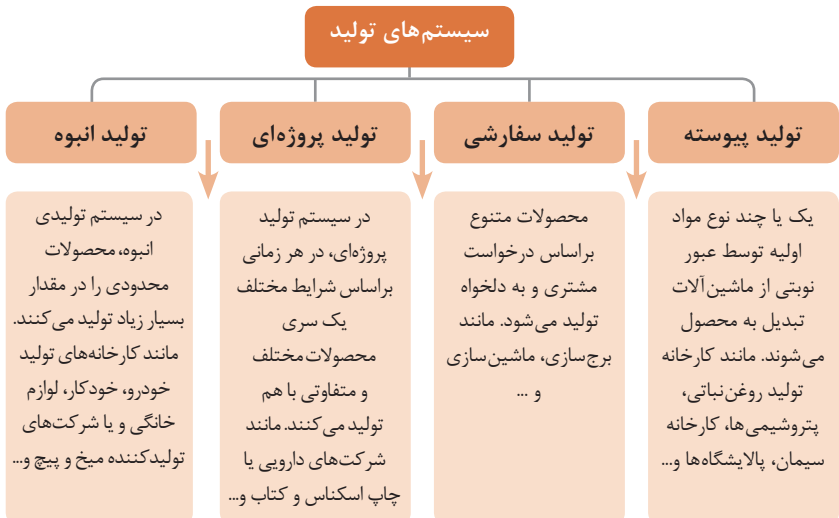 سیستم‌های تولید
تولید پیوسته
یک یا چند نوع مواد
اولیه توسط عبور
نوبتی از ماشین‌آلات
تبدیل به محصول
می‌شوند. مانند کارخانه
تولید روغن‌نباتی،
پتروشیمی‌ها، کارخانه
سیمان، پالایشگاه‌ها و...
تولید سفارشی
محصولات متنوع
براساس درخواست
مشتری و به دلخواه
تولید می‌شود. مانند
برج‌سازی، ماشین‌سازی
و ...
تولید پروژه‌ای
در سیستم تولید
پروژه‌ای، در هر زمانی
براساس شرایط مختلف
یک سری
محصولات مختلف
و متفاوتی با هم
تولید می‌کنند. مانند
شرکت‌های دارویی یا
چاپ اسکناس و کتاب و...
تولید انبوه
در سیستم تولیدی
انبوه، محصولات
محدودی را در مقدار
بسیار زیاد تولید می‌کنند.
مانند کارخانه‌های تولید
خودرو، خودکار، لوازم
خانگی و یا شرکت‌های
تولیدکننده میخ و پیچ و...